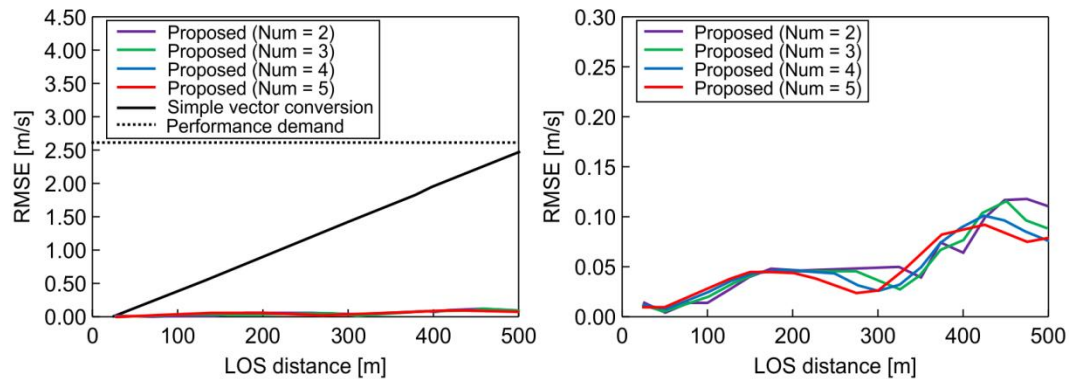 4.50
4.00
3.50
3.00
2.50
2.00
1.50
1.00
0.50
0.00
0
100
200
300
400
500
RMSE [m/s]
LOS distance [m]
Proposed (Num = 2)
Proposed (Num = 3)
Proposed (Num = 4)
Proposed (Num = 5)
Simple vector conversion
Performance demand
0.30
0.25
0.20
0.15
0.10
0.05
0.00
0
100
200
300
400
500
RMSE [m/s]
LOS distance [m]
Proposed (Num = 2)
Proposed (Num = 3)
Proposed (Num = 4)
Proposed (Num = 5)